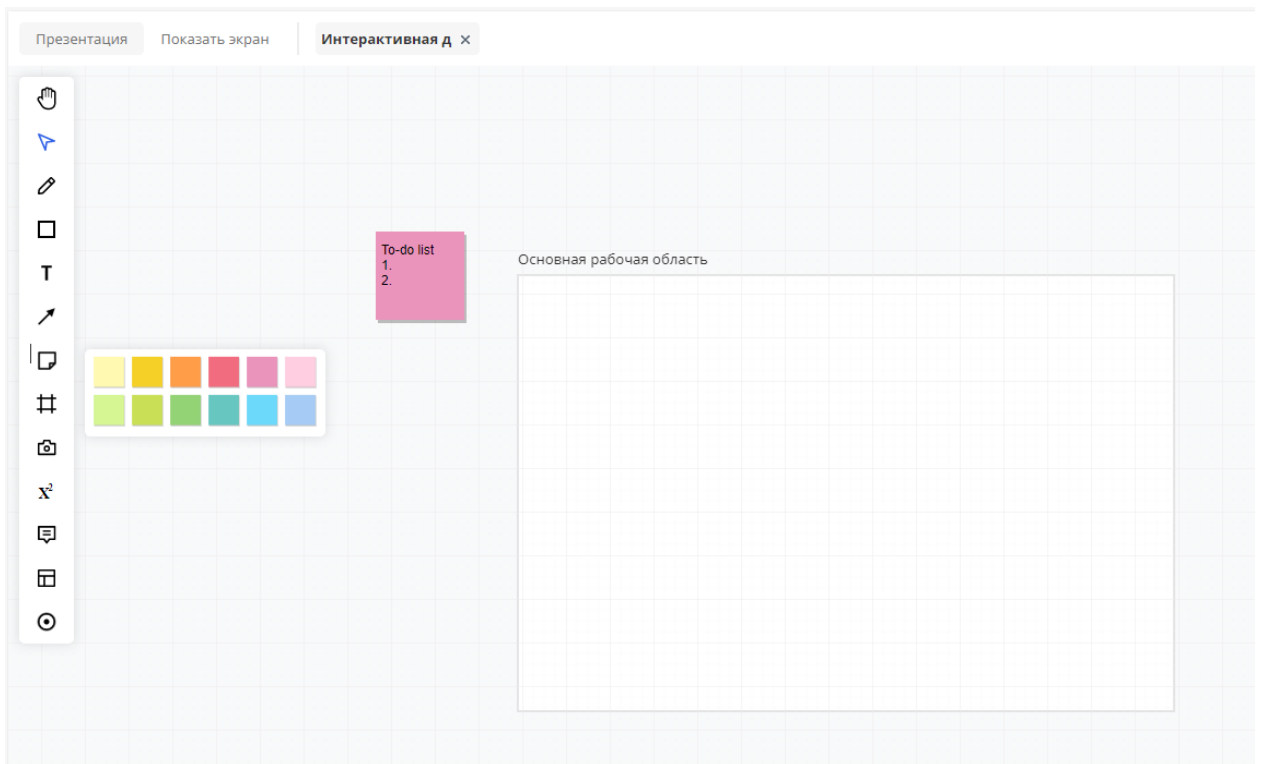 Презентация Показать экран Интерактивная д ×
To-do list
1.
2.
Основная рабочая область
T
x²